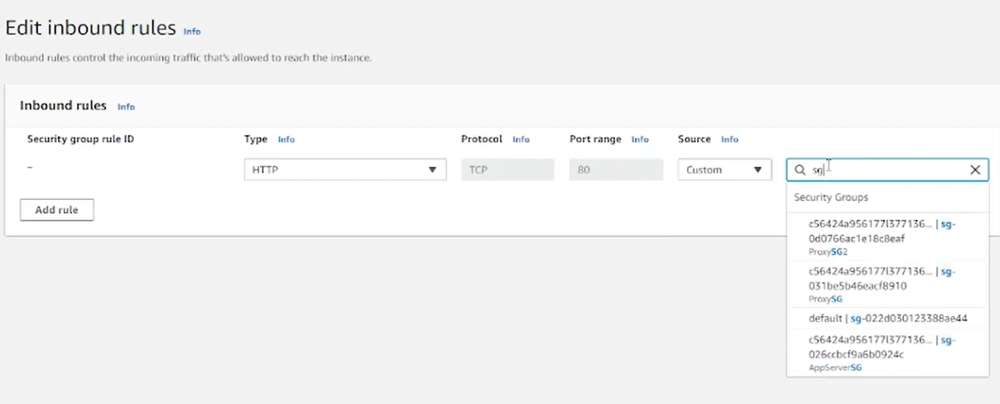 Edit inbound rules Info
Inbound rules control the incoming traffic that's allowed to reach the instance.
Inbound rules Info
Security group rule ID Type Info Protocol Info Port range Info Source Info
– HTTP TCP 80 Custom sg
Add rule
Security Groups
c56424a956177l377136... | sg-
0d0766ac1e18c8eaf
ProxySG2
c56424a956177l377136... | sg-
031be5b46eacf8910
ProxySG
default | sg-022d030123388ae44
c56424a956177l377136... | sg-
026ccbcf9a6b0924c
AppServerSG